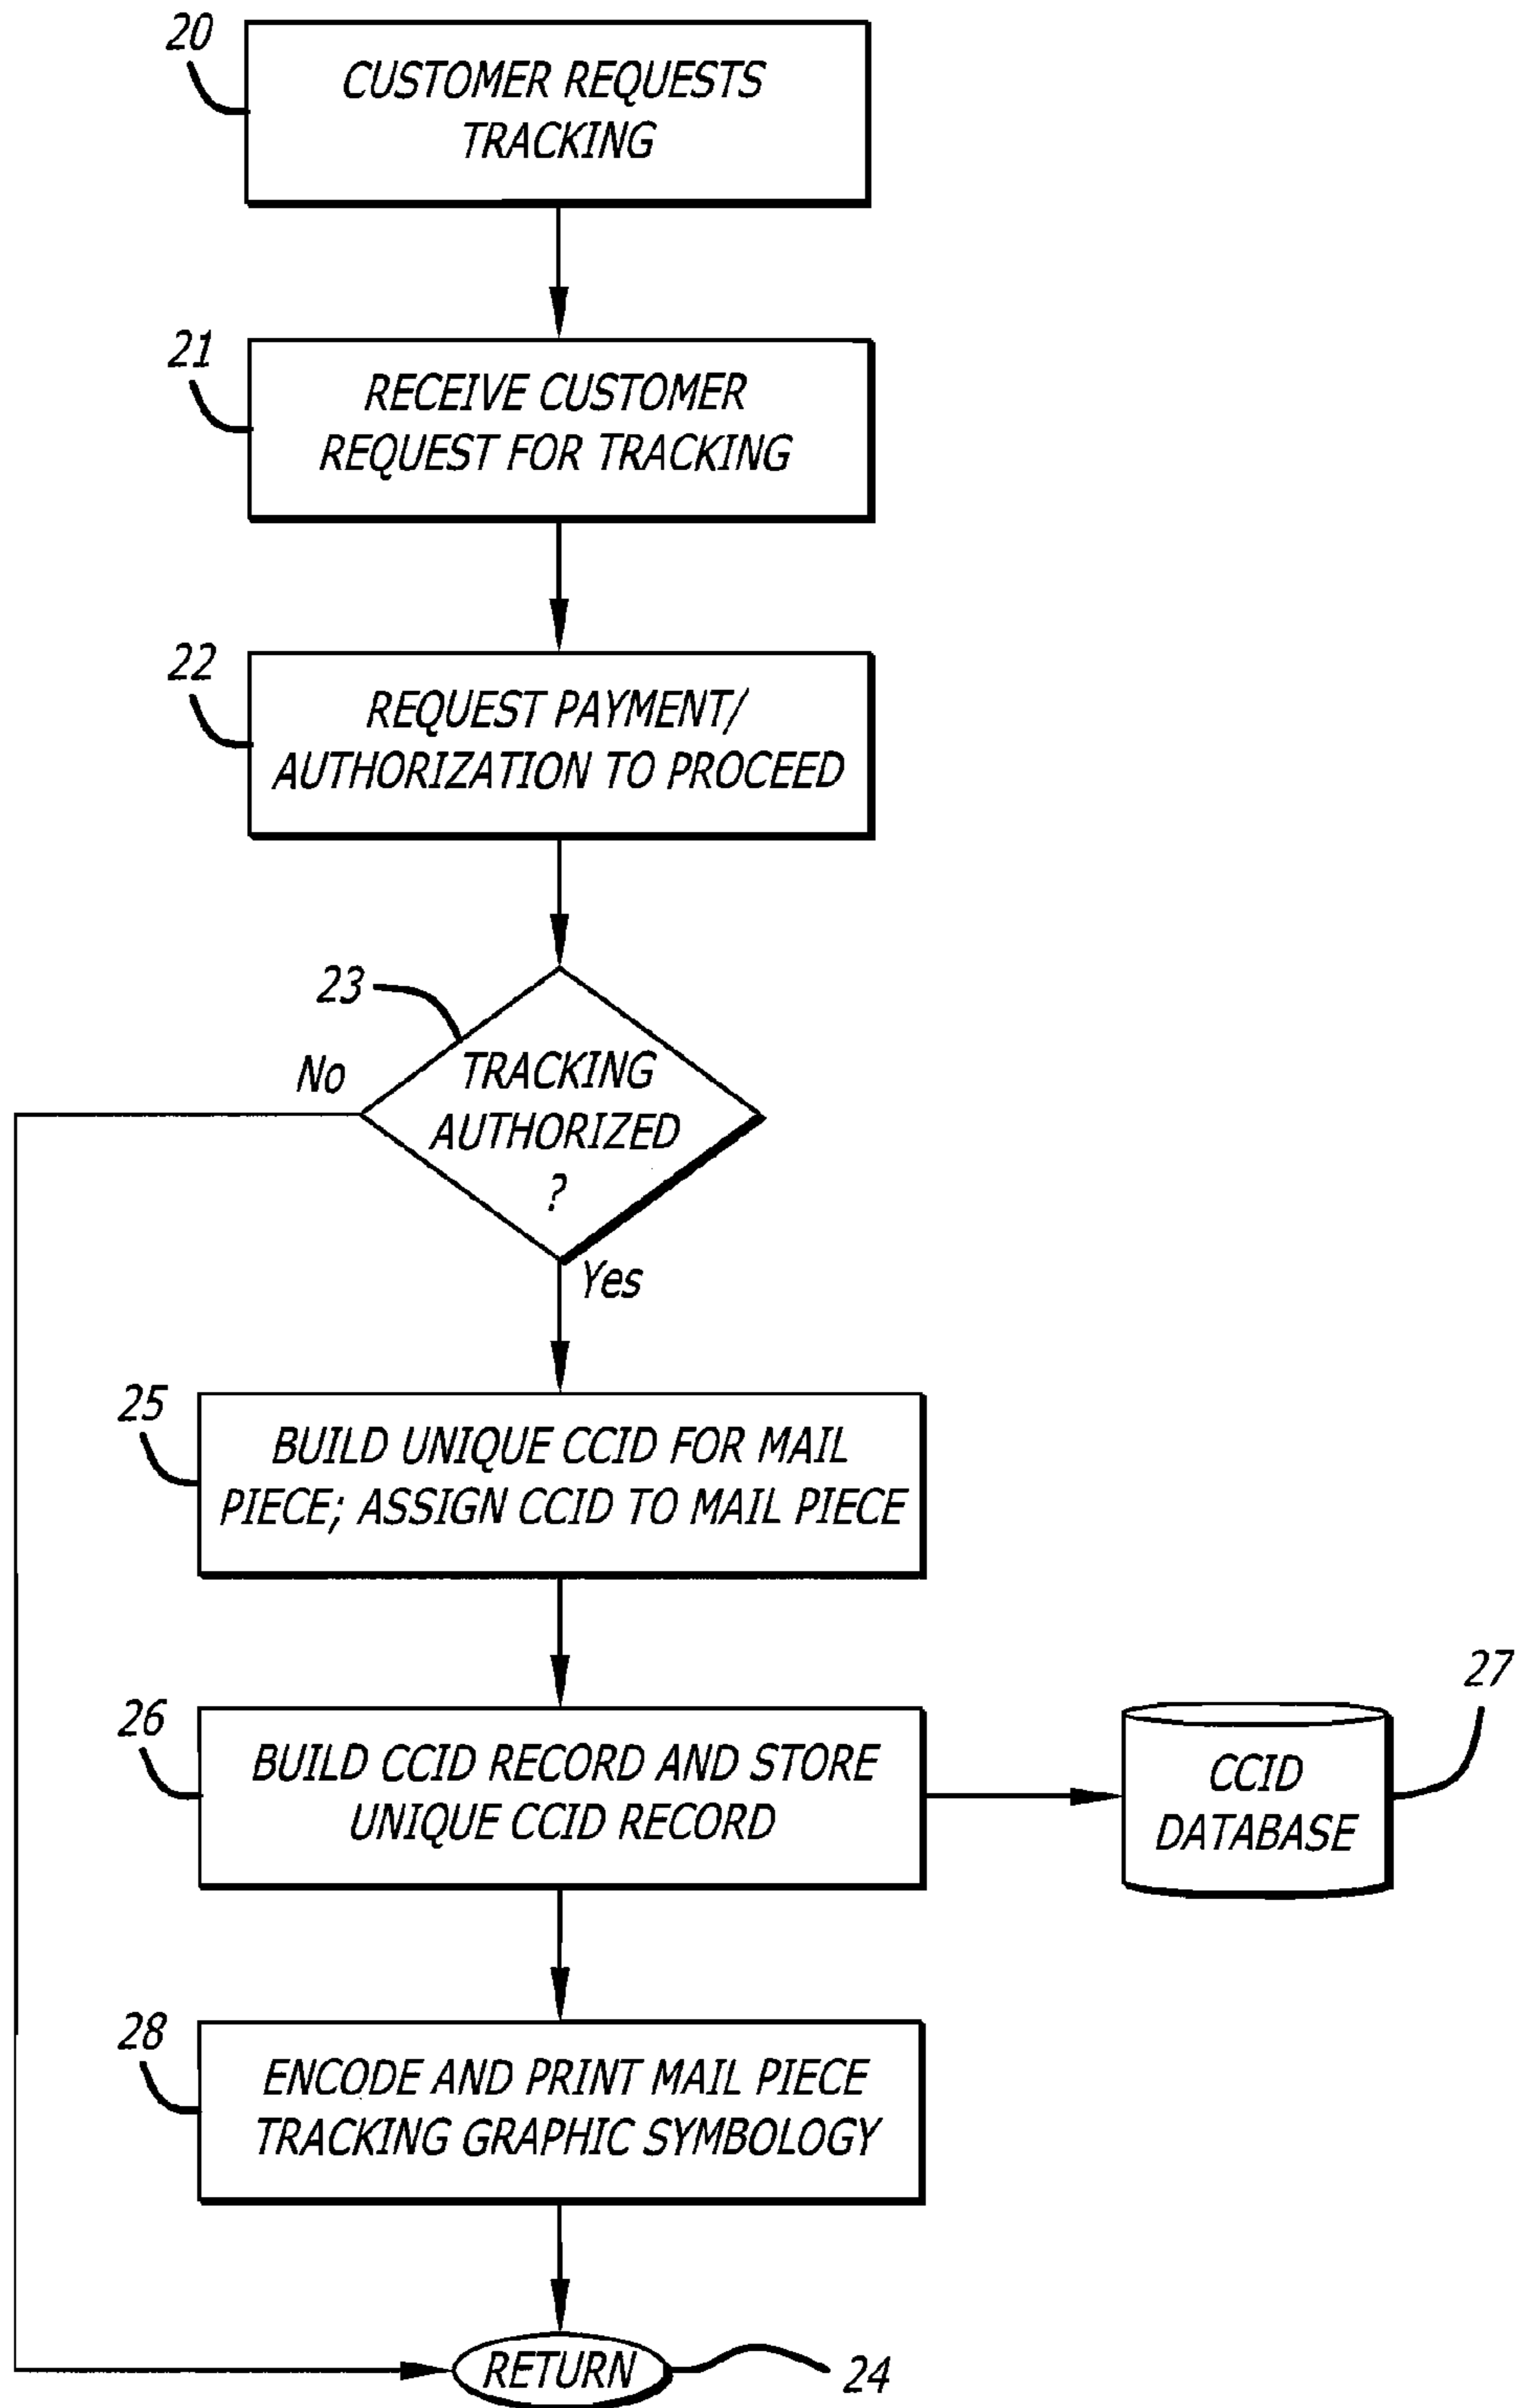 20
CUSTOMER REQUESTS
TRACKING
21
RECEIVE CUSTOMER
REQUEST FOR TRACKING
22
REQUEST PAYMENT/
AUTHORIZATION TO PROCEED
23
No
TRACKING
AUTHORIZED
?
Yes
25
BUILD UNIQUE CCID FOR MAIL
PIECE; ASSIGN CCID TO MAIL PIECE
26
BUILD CCID RECORD AND STORE
UNIQUE CCID RECORD
27
CCID
DATABASE
28
ENCODE AND PRINT MAIL PIECE
TRACKING GRAPHIC SYMBOLOGY
RETURN
24